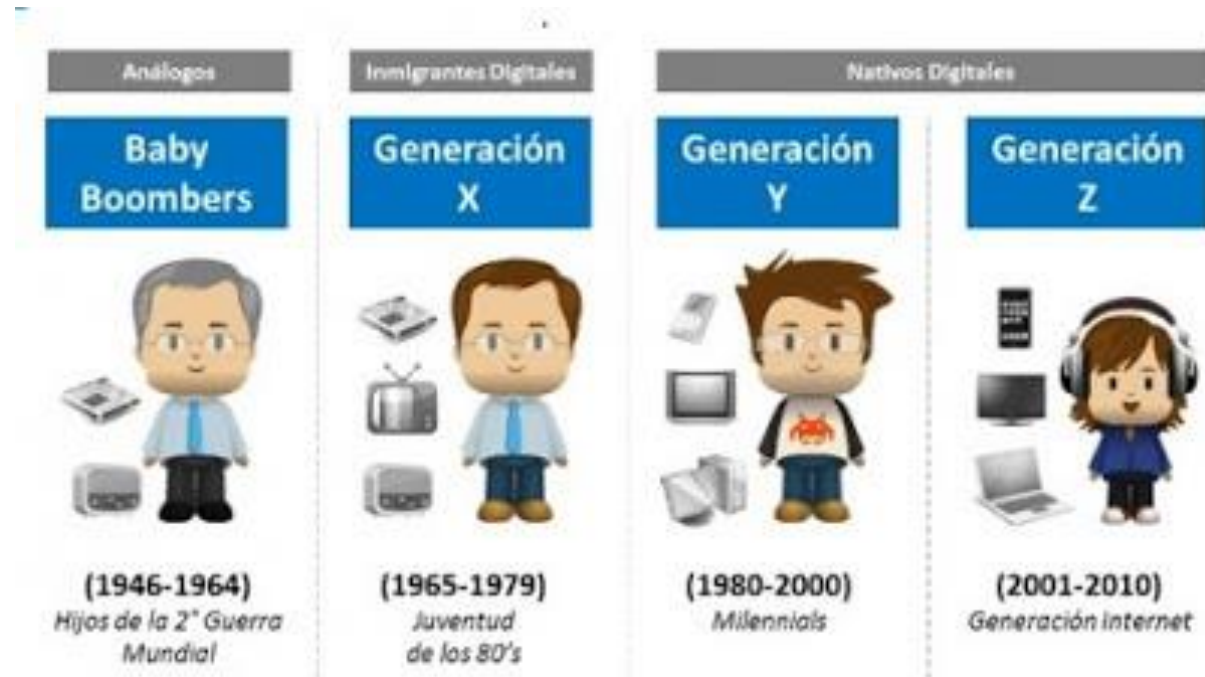 Análogos
Inmigrantes Digitales
Nativos Digitales
Baby
Boombers
Generación
X
Generación
Y
Generación
Z
(1946-1964)
Hijos de la 2° Guerra
Mundial
(1965-1979)
Juventud
de los 80's
(1980-2000)
Milennials
(2001-2010)
Generación Internet